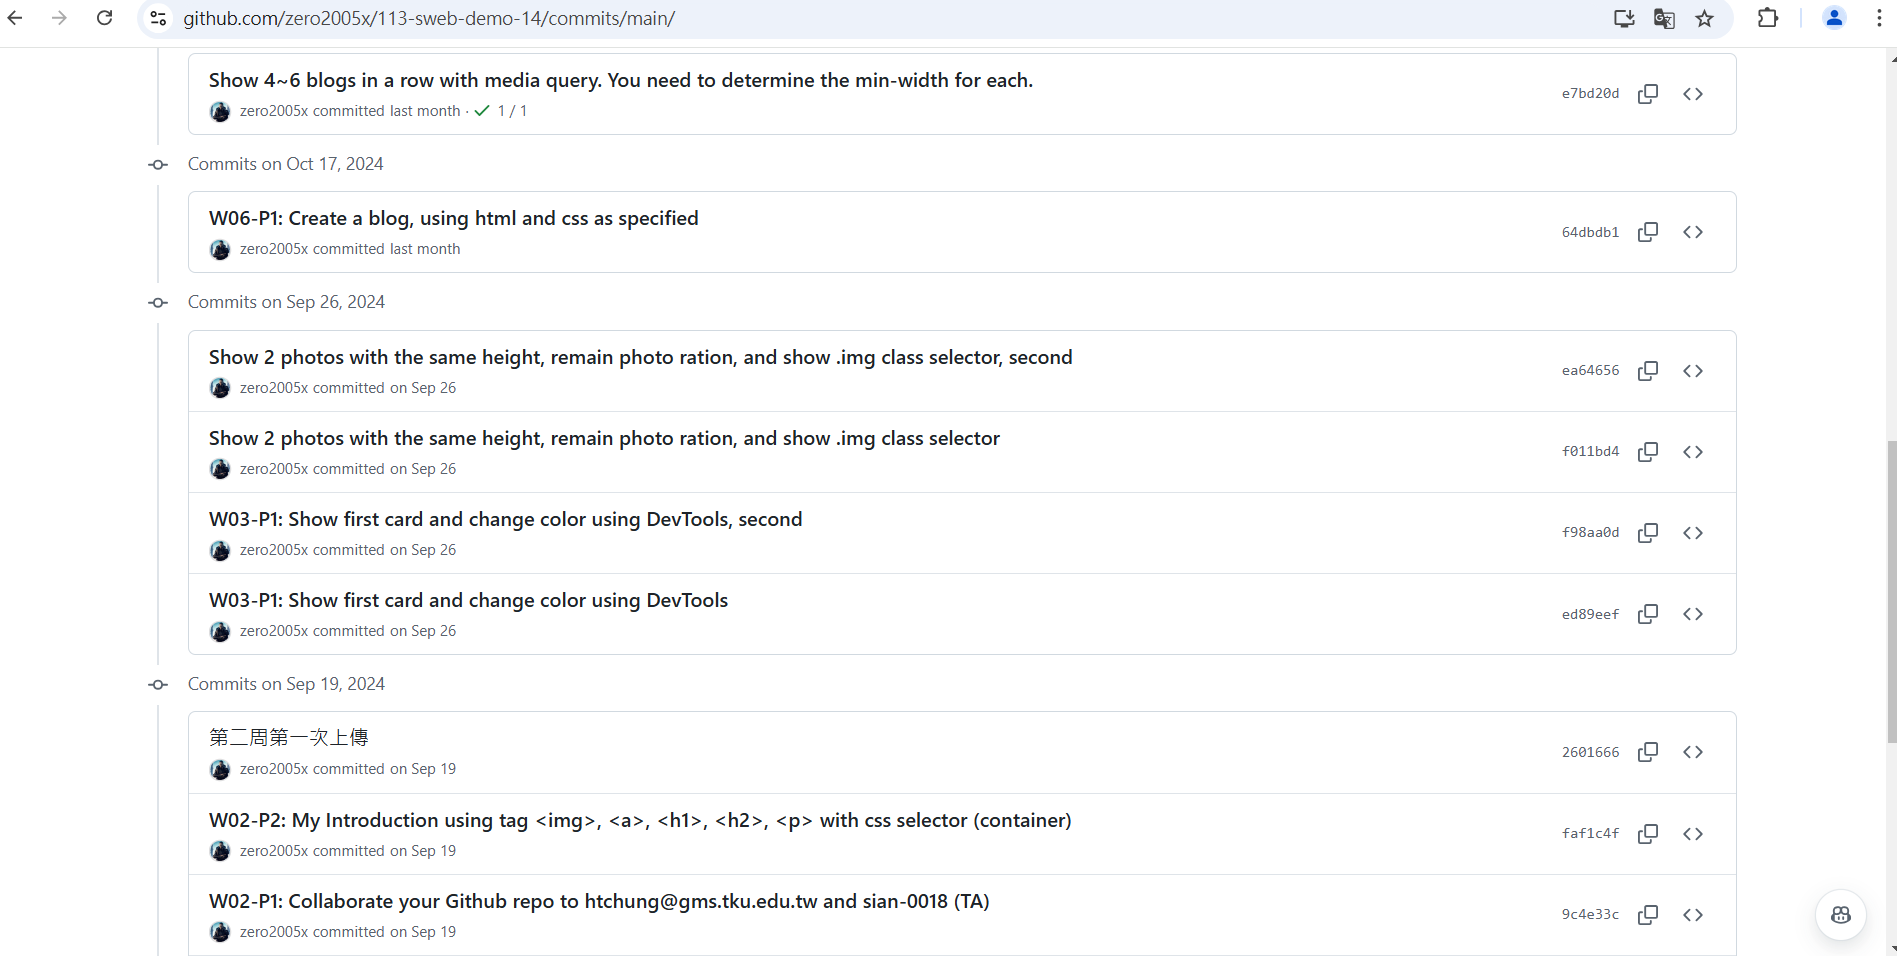 github.com/zero2005x/113-sweb-demo-14/commits/main/
Show 4~6 blogs in a row with media query. You need to determine the min-width for each.
zero2005x committed last month · 1 / 1
e7bd20d
Commits on Oct 17, 2024
W06-P1: Create a blog, using html and css as specified
zero2005x committed last month
64dbdb1
Commits on Sep 26, 2024
Show 2 photos with the same height, remain photo ration, and show .img class selector, second
zero2005x committed on Sep 26
ea64656
Show 2 photos with the same height, remain photo ration, and show .img class selector
zero2005x committed on Sep 26
f011bd4
W03-P1: Show first card and change color using DevTools, second
zero2005x committed on Sep 26
f98aa0d
W03-P1: Show first card and change color using DevTools
zero2005x committed on Sep 26
ed89eef
Commits on Sep 19, 2024
第二周第一次上傳
zero2005x committed on Sep 19
2601666
W02-P2: My Introduction using tag <img>, <a>, <h1>, <h2>, <p> with css selector (container)
zero2005x committed on Sep 19
faf1c4f
W02-P1: Collaborate your Github repo to htchung@gms.tku.edu.tw and sian-0018 (TA)
zero2005x committed on Sep 19
9c4e33c